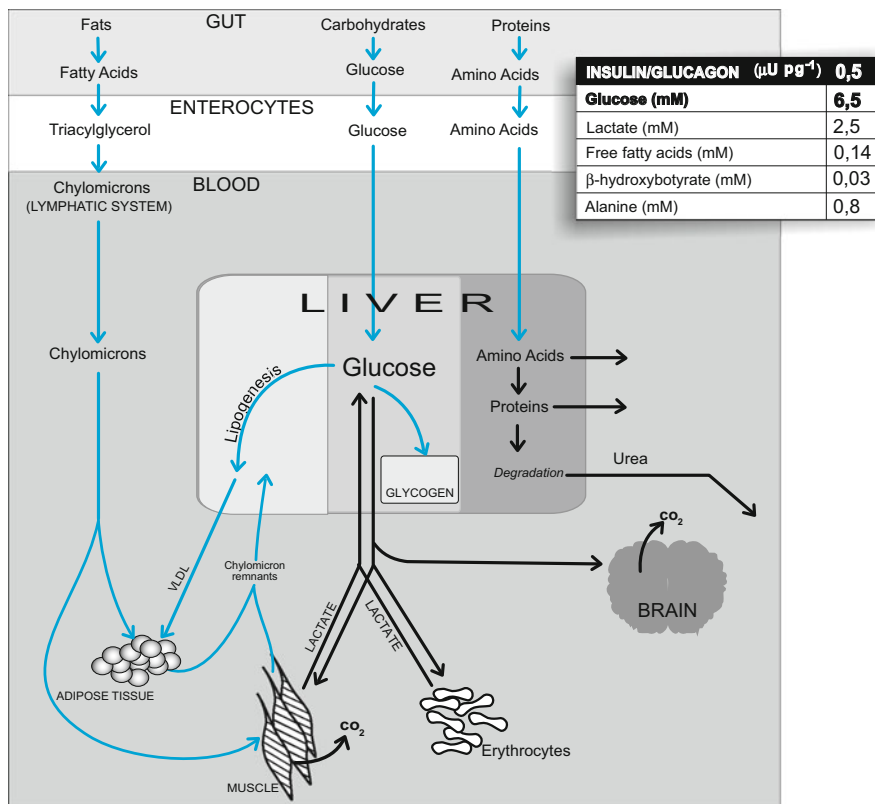 GUT
Fats
Carbohydrates
Proteins
Fatty Acids
Glucose
Amino Acids
ENTEROCYTES
Triacylglycerol
Glucose
Amino Acids
BLOOD
Chylomicrons
(LYMPHATIC SYSTEM)
INSULIN/GLUCAGON (µU pg⁻¹) 0,5
Glucose (mM) 6,5
Lactate (mM) 2,5
Free fatty acids (mM) 0,14
β-hydroxybotyrate (mM) 0,03
Alanine (mM) 0,8
LIVER
Chylomicrons
Glucose
Amino Acids
Lipogenesis
Proteins
GLYCOGEN
Degradation
Urea
VLDL
Chylomicron
remnants
CO₂
BRAIN
LACTATE
LACTATE
ADIPOSE TISSUE
CO₂
MUSCLE
Erythrocytes